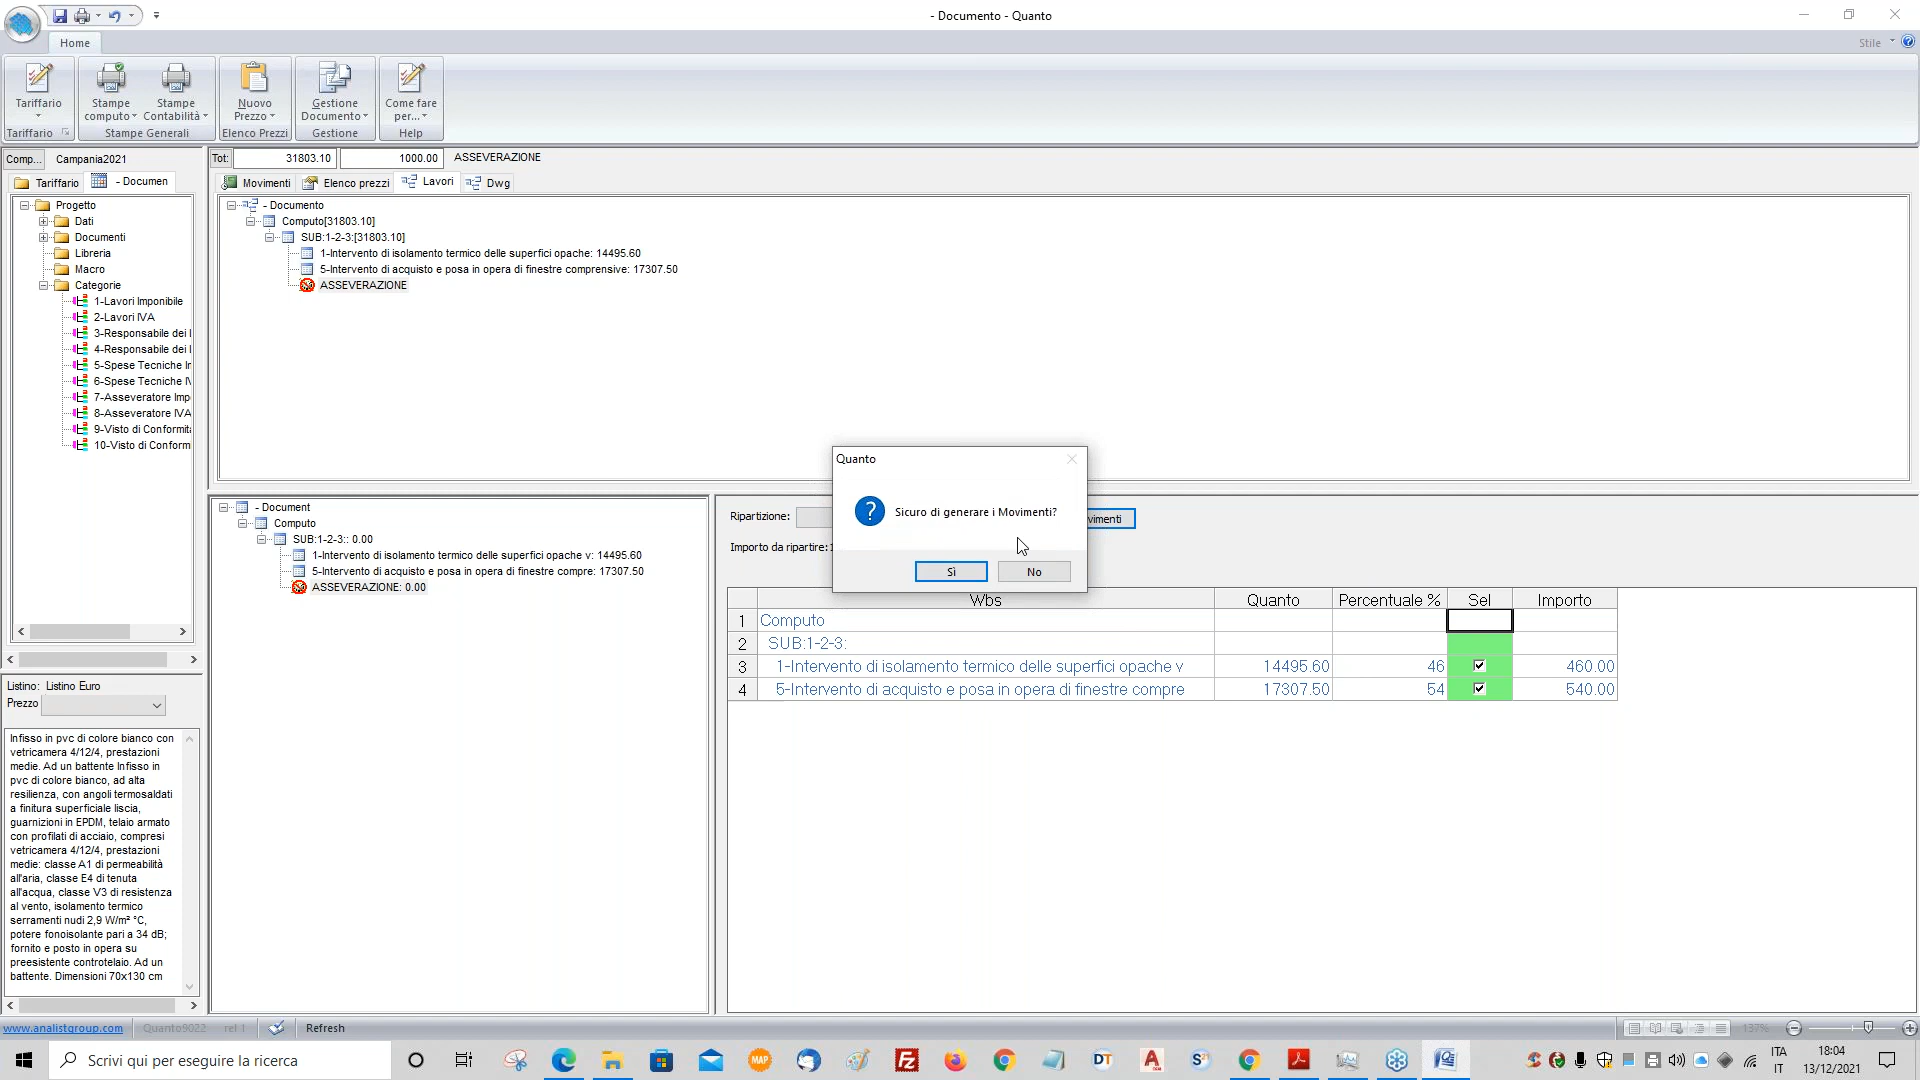 - Documento - Quanto
Home
Stile
Tariffario
Stampe computo
Stampe Contabilità
Nuovo Prezzo
Gestione Documento
Come fare per...
Tariffario
Stampe Generali
Elenco Prezzi
Gestione
Help
Comp...
Campania2021
Tot:
31803.10
1000.00
ASSEVERAZIONE
Tariffario
- Documen
Movimenti
Elenco prezzi
Lavori
Dwg
Progetto
Dati
Documenti
Libreria
Macro
Categorie
1-Lavori Imponibile
2-Lavori IVA
3-Responsabile dei l
4-Responsabile dei l
5-Spese Tecniche Ir
6-Spese Tecniche IV
7-Asseveratore Impo
8-Asseveratore IVA
9-Visto di Conformità
10-Visto di Conform
- Documento
Computo[31803.10]
SUB:1-2-3:[31803.10]
1-Intervento di isolamento termico delle superfici opache: 14495.60
5-Intervento di acquisto e posa in opera di finestre comprensive: 17307.50
ASSEVERAZIONE
- Document
Computo
SUB:1-2-3:: 0.00
1-Intervento di isolamento termico delle superfici opache v: 14495.60
5-Intervento di acquisto e posa in opera di finestre compre: 17307.50
ASSEVERAZIONE: 0.00
Quanto
Sicuro di generare i Movimenti?
Sì
No
Ripartizione:
vimenti
Importo da ripartire:
Wbs
Quanto
Percentuale %
Sel
Importo
1 Computo
2 SUB:1-2-3:
3 1-Intervento di isolamento termico delle superfici opache v 14495.60 46 460.00
4 5-Intervento di acquisto e posa in opera di finestre compre 17307.50 54 540.00
Listino: Listino Euro
Prezzo
Infisso in pvc di colore bianco con
vetricamera 4/12/4, prestazioni
medie. Ad un battente Infisso in
pvc di colore bianco, ad alta
resilienza, con angoli termosaldati
a finitura superficiale liscia,
guarnizioni in EPDM, telaio armato
con profilati di acciaio, compresi
vetricamera 4/12/4, prestazioni
medie: classe A1 di permeabilità
all'aria, classe E4 di tenuta
all'acqua, classe V3 di resistenza
al vento, isolamento termico
serramenti nudi 2,9 W/m² °C,
potere fonoisolante pari a 34 dB;
fornito e posto in opera su
preesistente controtelaio. Ad un
battente. Dimensioni 70x130 cm
www.analistgroup.com
Quanto9022
rel 1
Refresh
137%
Scrivi qui per eseguire la ricerca
MAP
DT
ITA
IT
18:04
13/12/2021